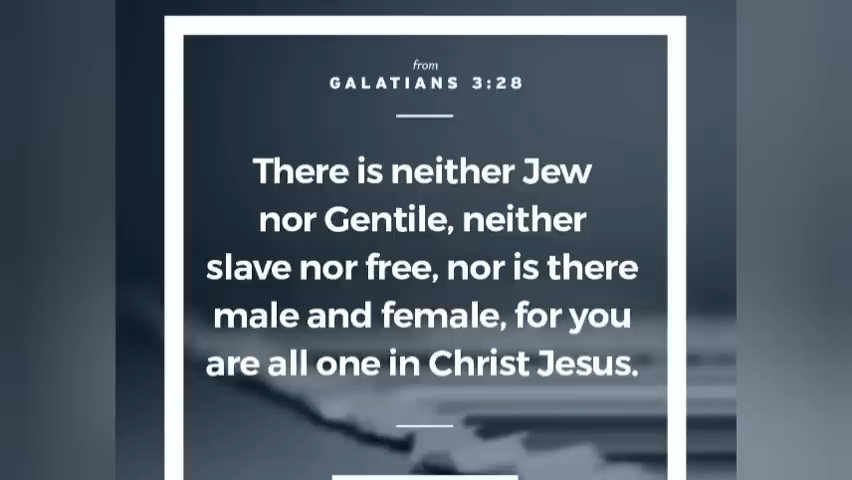 from
GALATIANS 3:28
There is neither Jew
nor Gentile, neither
slave nor free, nor is there
male and female, for you
are all one in Christ Jesus.